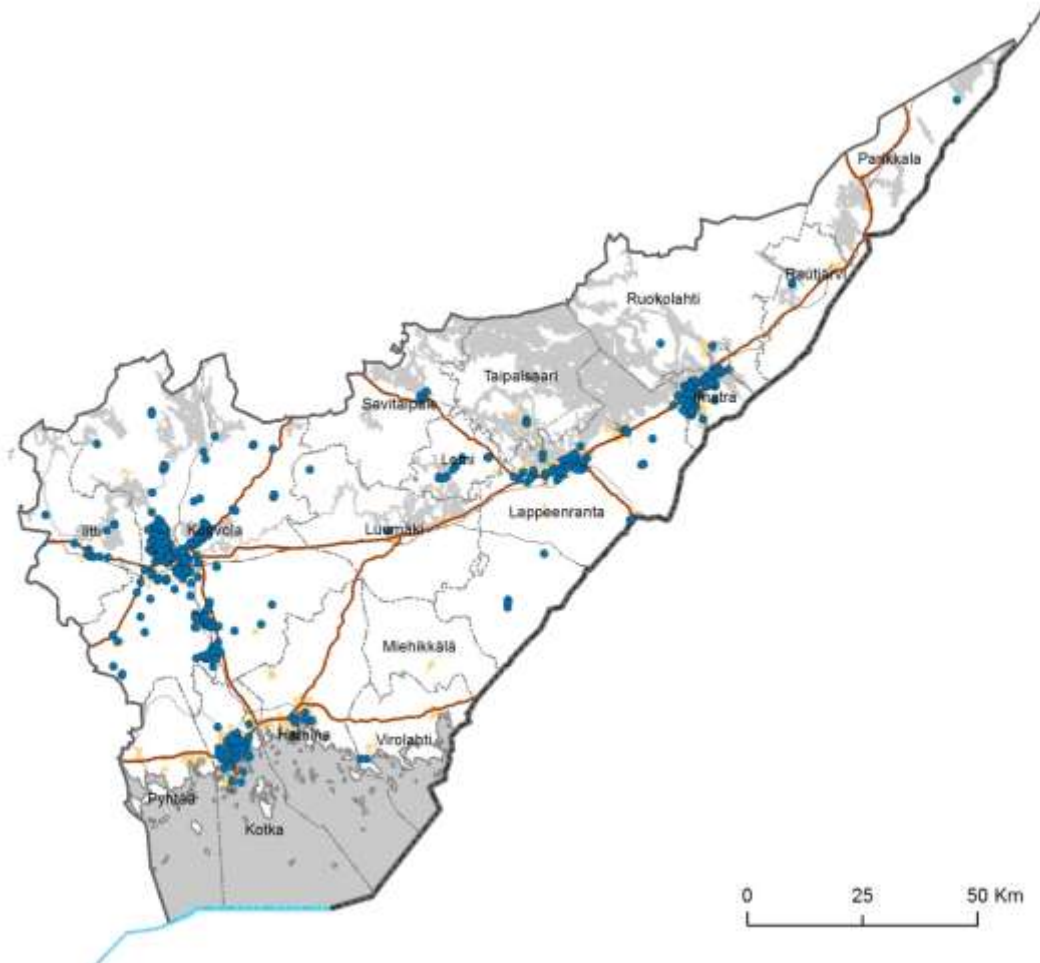 Parikkala
Rautjärvi
Ruokolahti
Taipalsaari
Imatra
Savitaipale
Lemi
Lappeenranta
Luumäki
Iitti
Kouvola
Miehikkälä
Hamina
Virolahti
Pyhtää
Kotka
0 25 50 Km